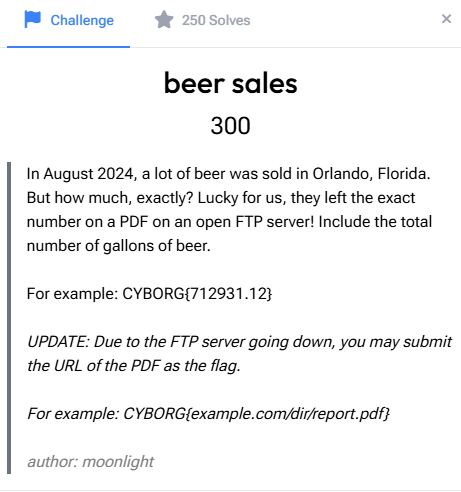 Challenge
250 Solves
×
beer sales
300
In August 2024, a lot of beer was sold in Orlando, Florida.
But how much, exactly? Lucky for us, they left the exact
number on a PDF on an open FTP server! Include the total
number of gallons of beer.
For example: CYBORG{712931.12}
UPDATE: Due to the FTP server going down, you may submit
the URL of the PDF as the flag.
For example: CYBORG{example.com/dir/report.pdf}
author: moonlight